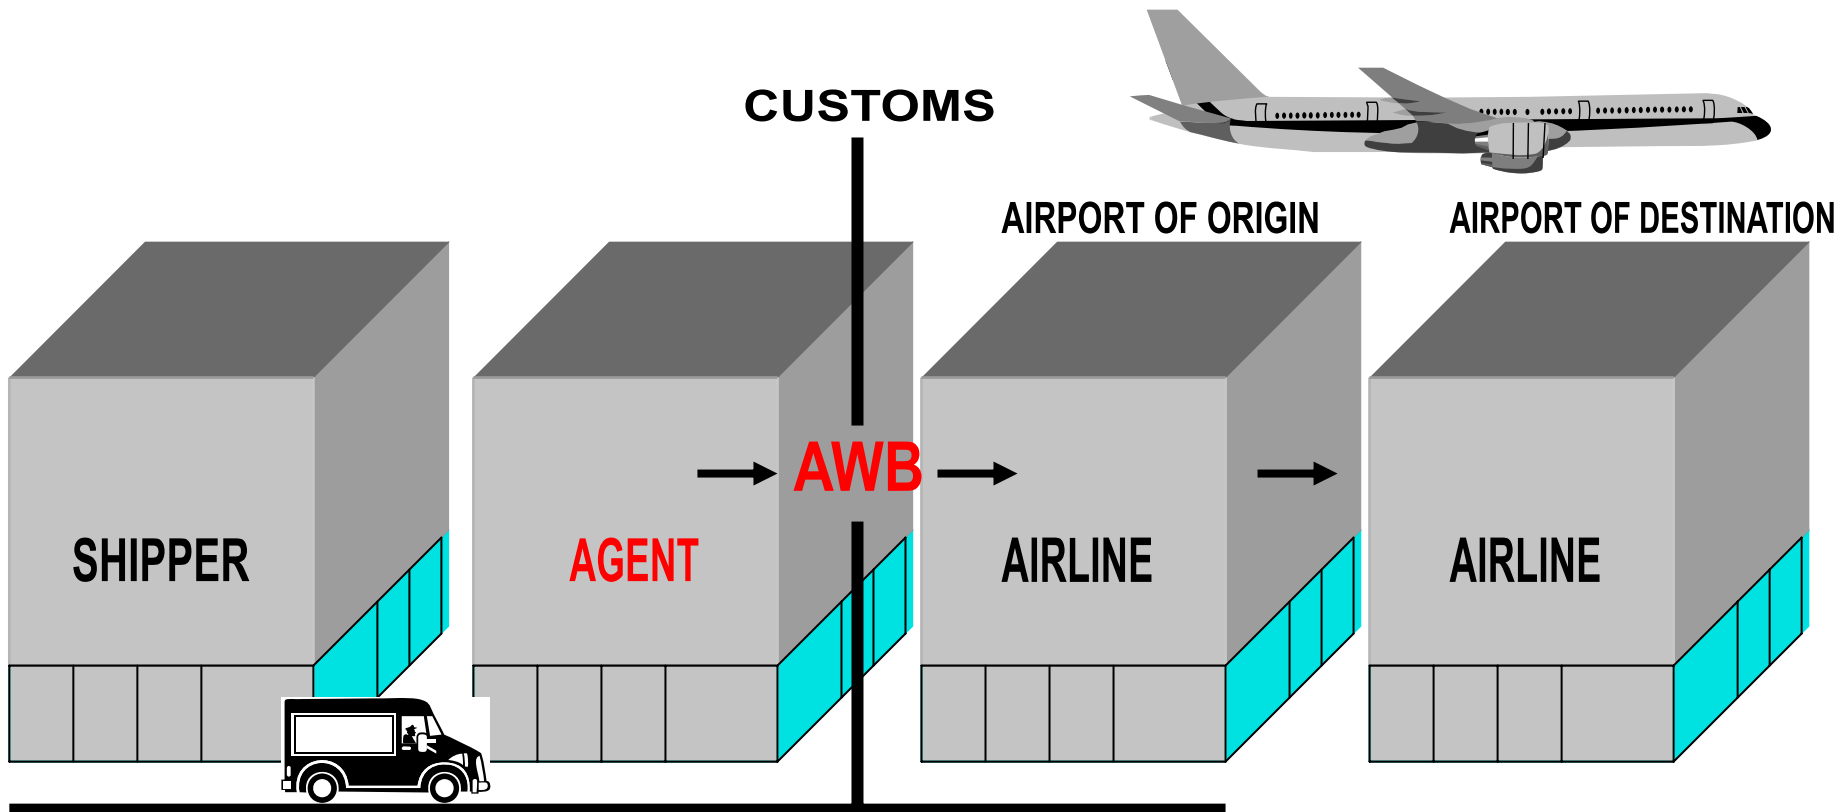 CUSTOMS
AIRPORT OF ORIGIN
AIRPORT OF DESTINATION
AWB
SHIPPER
AGENT
AIRLINE
AIRLINE